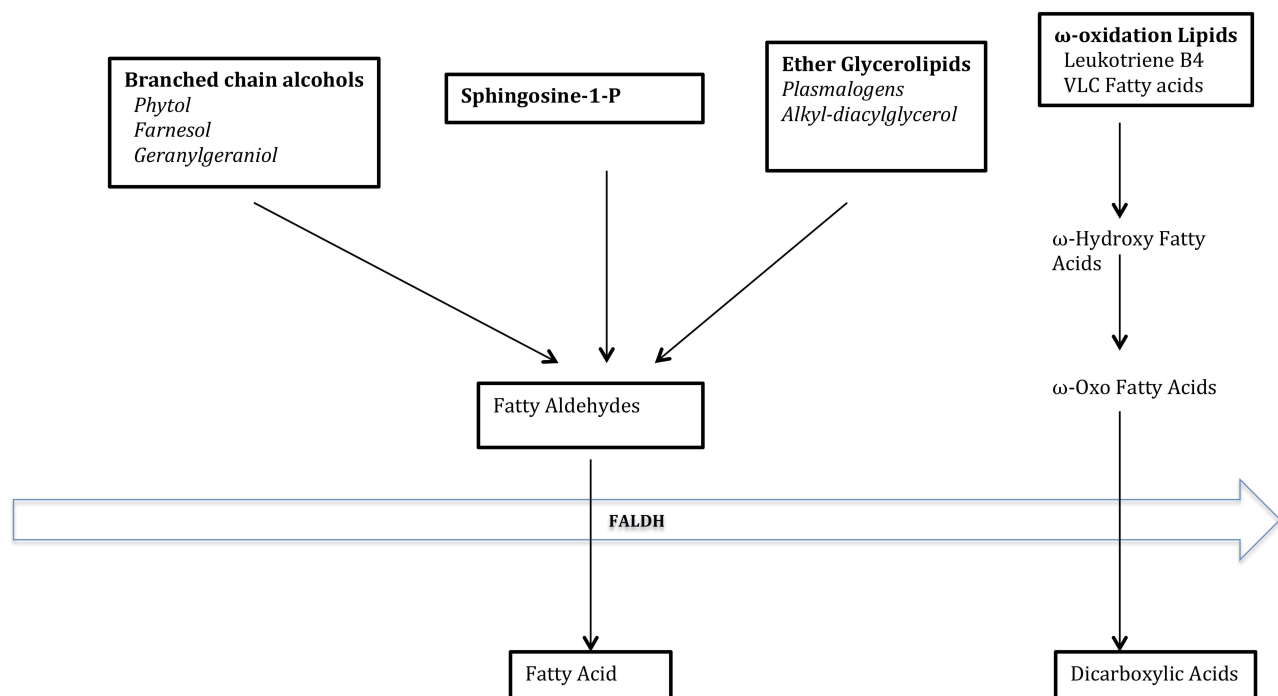 Branched chain alcohols
Phytol
Farnesol
Geranylgeraniol
Sphingosine-1-P
Ether Glycerolipids
Plasmalogens
Alkyl-diacylglycerol
ω-oxidation Lipids
Leukotriene B4
VLC Fatty acids
ω-Hydroxy Fatty
Acids
Fatty Aldehydes
ω-Oxo Fatty Acids
FALDH
Fatty Acid
Dicarboxylic Acids